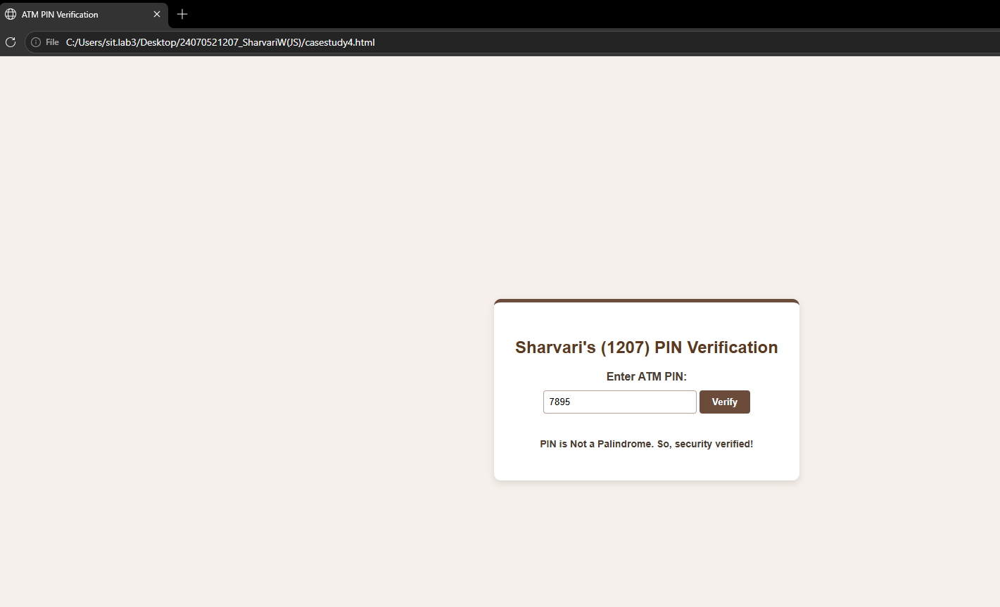 ATM PIN Verification
File C:/Users/sit.lab3/Desktop/24070521207_SharvariW(JS)/casestudy4.html
Sharvari's (1207) PIN Verification
Enter ATM PIN:
7895 Verify
PIN is Not a Palindrome. So, security verified!